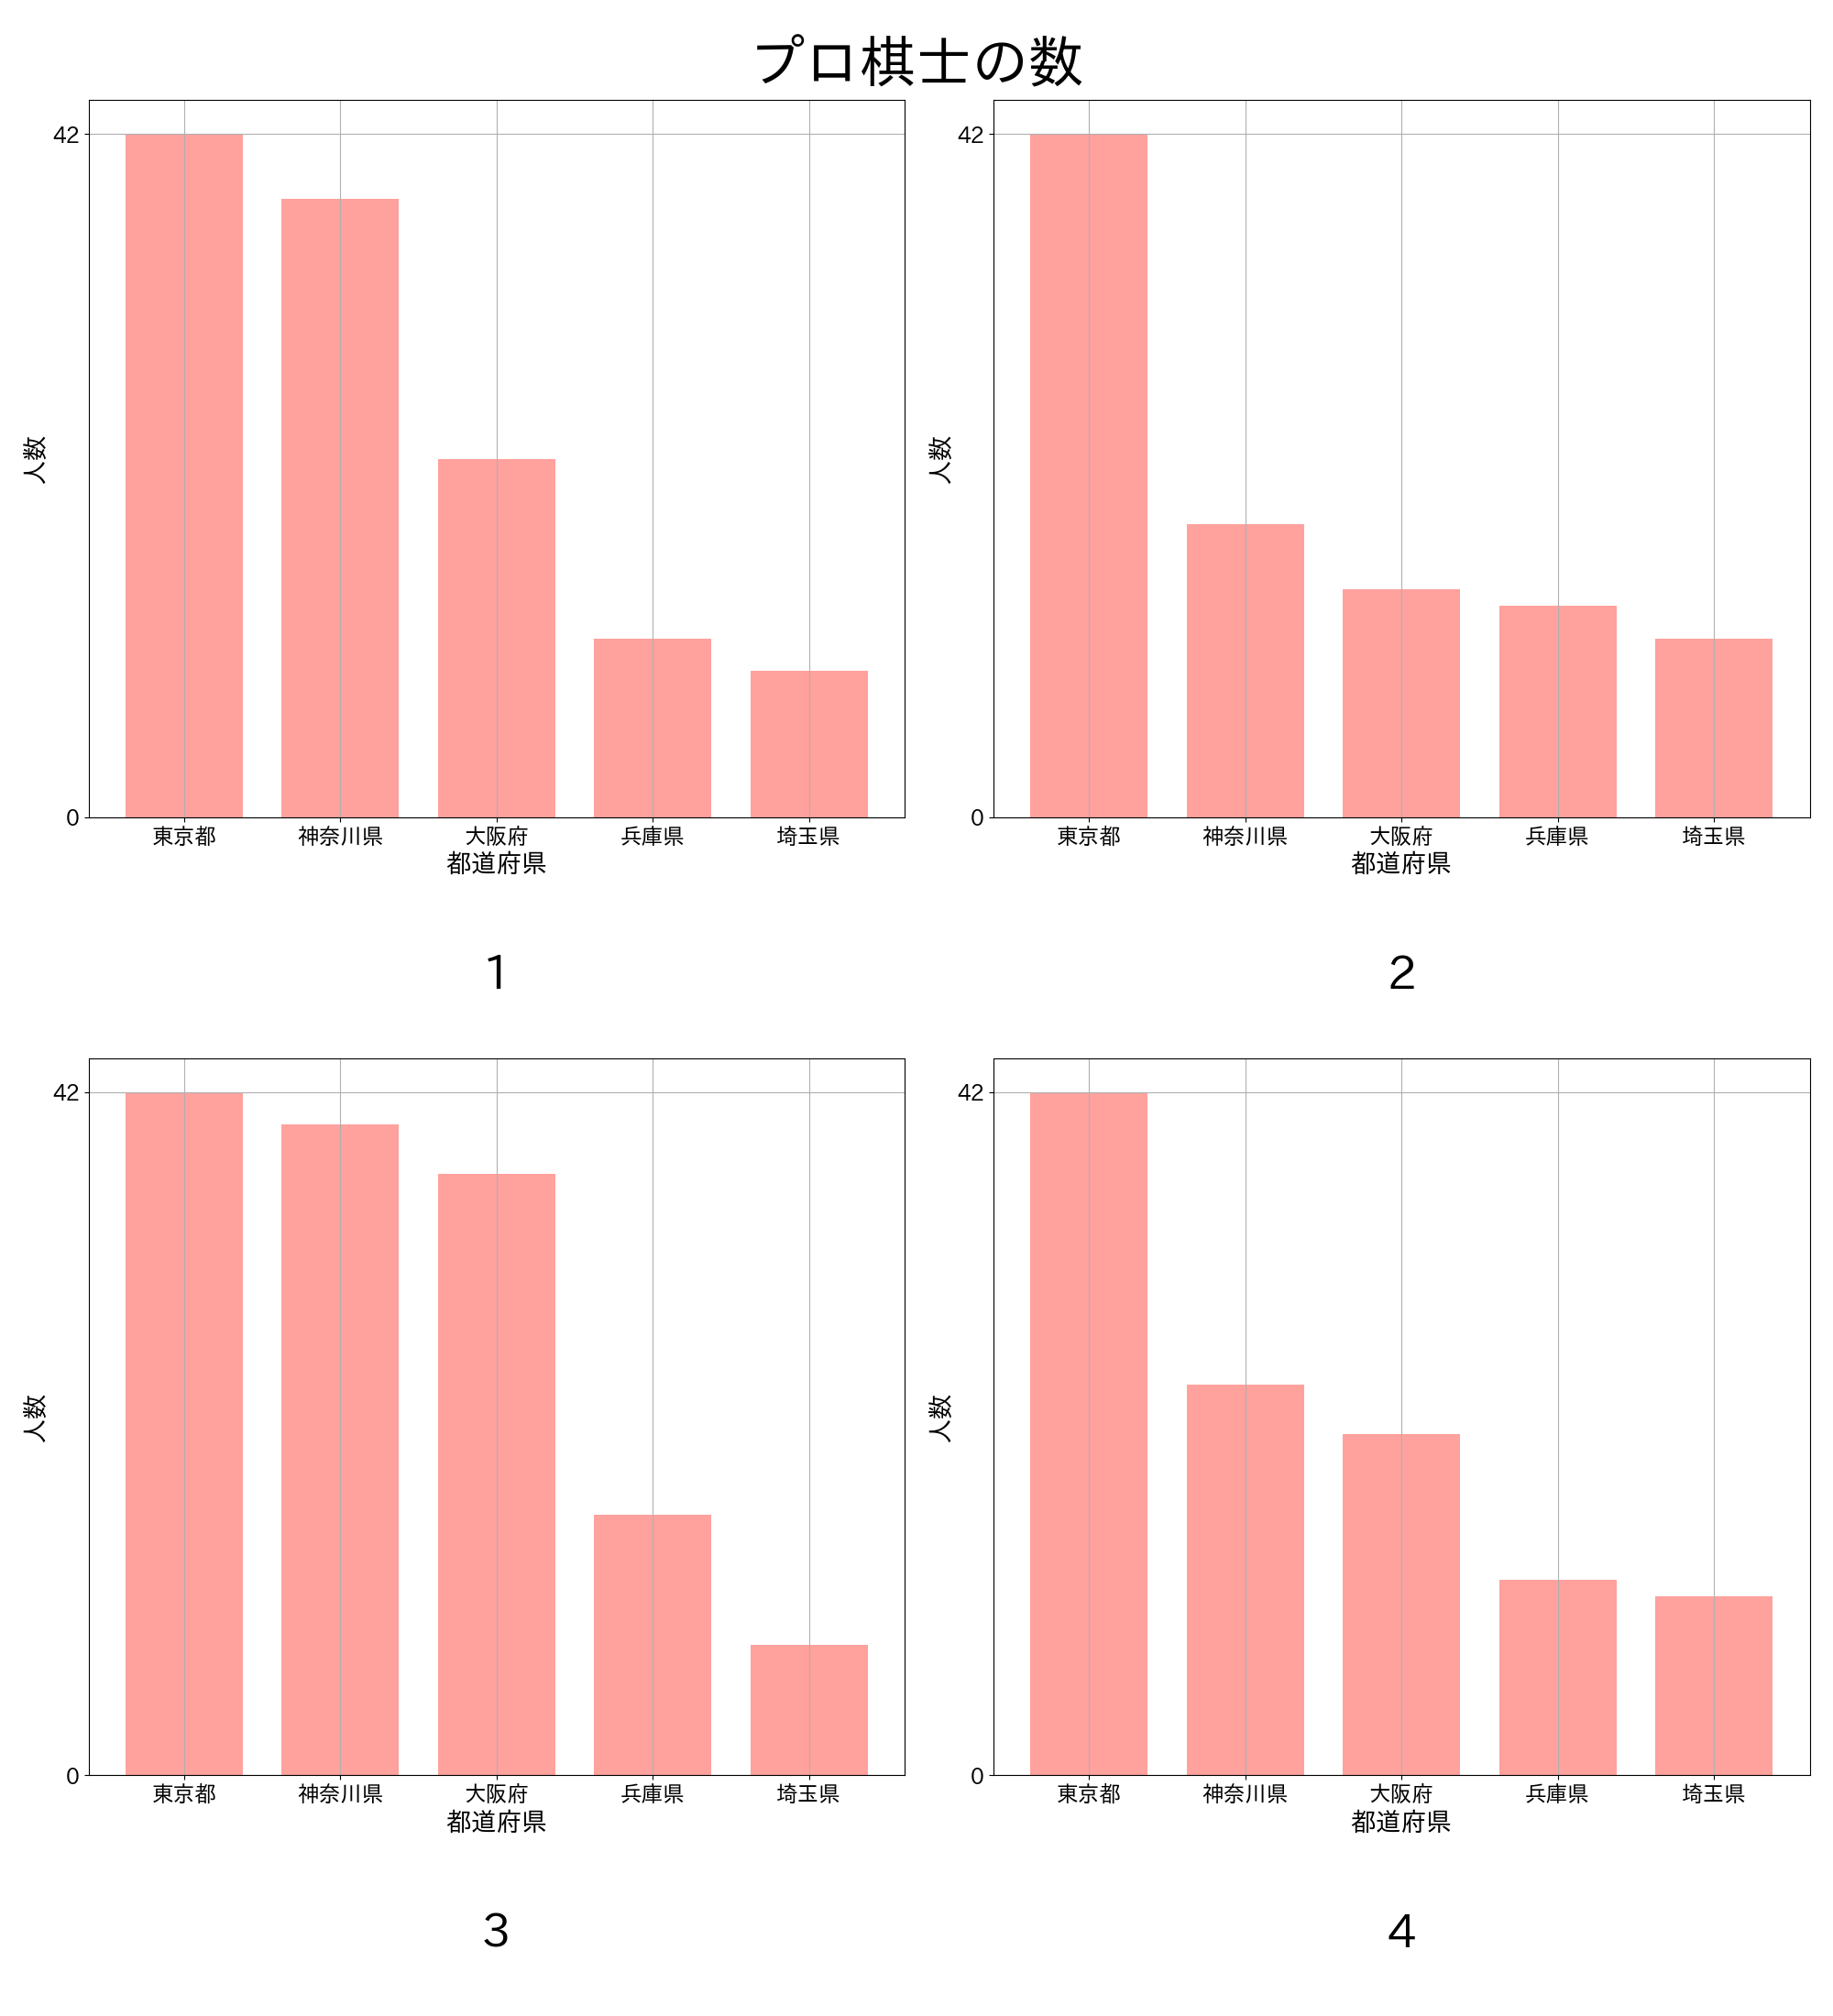 プロ棋士の数
42
0
人数
東京都 神奈川県 大阪府 兵庫県 埼玉県
都道府県
1
42
0
人数
東京都 神奈川県 大阪府 兵庫県 埼玉県
都道府県
2
42
0
人数
東京都 神奈川県 大阪府 兵庫県 埼玉県
都道府県
3
42
0
人数
東京都 神奈川県 大阪府 兵庫県 埼玉県
都道府県
4